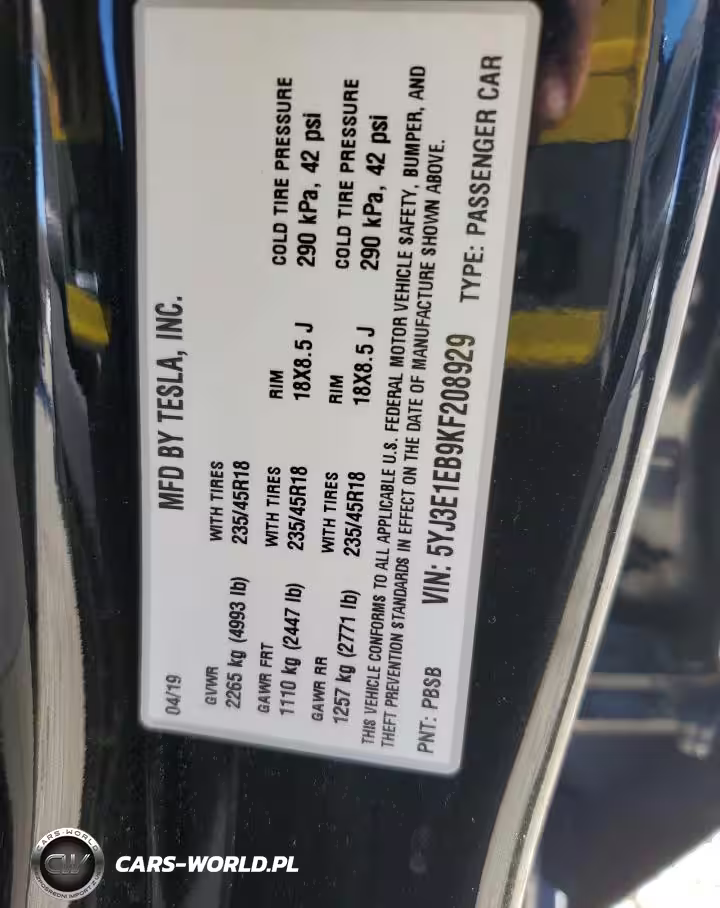 MFD BY TESLA, INC.
04/19
GVWR
2265 kg (4993 lb)
WITH TIRES
235/45R18
GAWR FRT
1110 kg (2447 lb)
WITH TIRES
235/45R18
RIM
18X8.5 J
COLD TIRE PRESSURE
290 kPa, 42 psi
GAWR RR
1257 kg (2771 lb)
WITH TIRES
235/45R18
RIM
18X8.5 J
COLD TIRE PRESSURE
290 kPa, 42 psi
THIS VEHICLE CONFORMS TO ALL APPLICABLE U.S. FEDERAL MOTOR VEHICLE SAFETY, BUMPER, AND
THEFT PREVENTION STANDARDS IN EFFECT ON THE DATE OF MANUFACTURE SHOWN ABOVE.
PNT: PBSB VIN: 5YJ3E1EB9KF208929 TYPE: PASSENGER CAR
CARS-WORLD
CW
CARS-WORLD.PL